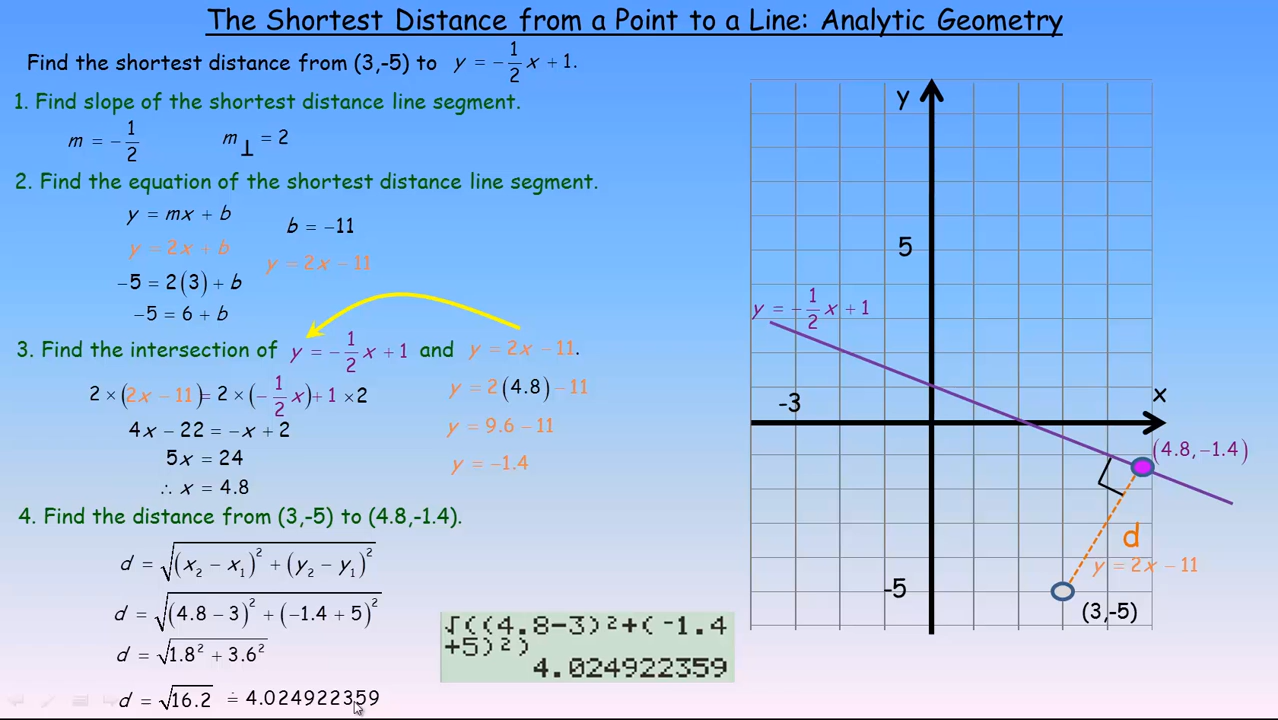 The Shortest Distance from a Point to a Line: Analytic Geometry
Find the shortest distance from (3,-5) to y = -1/2 x + 1.
1. Find slope of the shortest distance line segment.
m = -1/2    m⊥ = 2
2. Find the equation of the shortest distance line segment.
y = mx + b
y = 2x + b
-5 = 2(3) + b
-5 = 6 + b
b = -11
y = 2x - 11
3. Find the intersection of y = -1/2 x + 1 and y = 2x - 11.
2 × (2x - 11) = 2 × (-1/2 x) + 1 × 2
4x - 22 = -x + 2
5x = 24
∴ x = 4.8
y = 2(4.8) - 11
y = 9.6 - 11
y = -1.4
4. Find the distance from (3,-5) to (4.8,-1.4).
d = √((x₂ - x₁)² + (y₂ - y₁)²)
d = √((4.8 - 3)² + (-1.4 + 5)²)
d = √(1.8² + 3.6²)
d = √16.2 ≐ 4.024922359
√((4.8-3)²+(-1.4
+5)²)
4.024922359
y
5
y = -1/2 x + 1
-3
x
(4.8,-1.4)
d
y = 2x - 11
-5
(3,-5)